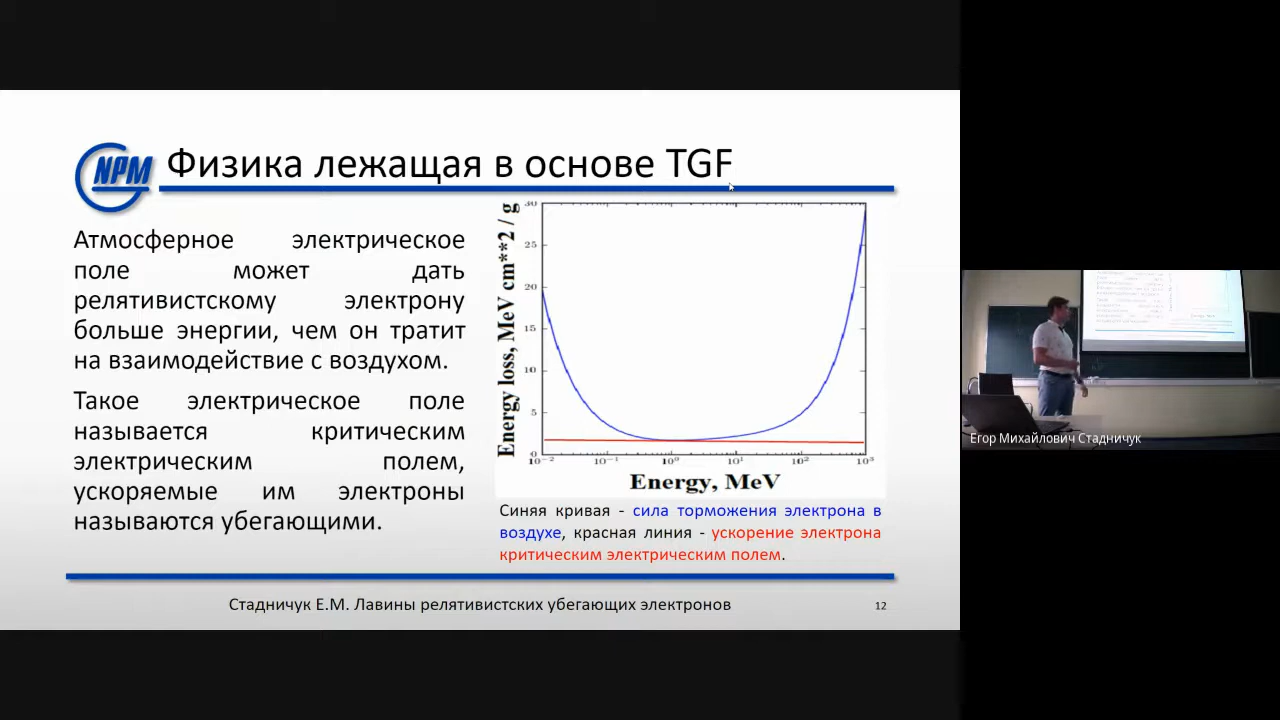 NPM
Физика лежащая в основе TGF
Атмосферное электрическое
поле может дать
релятивистскому электрону
больше энергии, чем он тратит
на взаимодействие с воздухом.
Такое электрическое поле
называется критическим
электрическим полем,
ускоряемые им электроны
называются убегающими.
Energy loss, MeV cm**2 / g
30
25
20
15
10
5
0
10⁻² 10⁻¹ 10⁰ 10¹ 10² 10³
Energy, MeV
Синяя кривая - сила торможения электрона в
воздухе, красная линия - ускорение электрона
критическим электрическим полем.
Стадничук Е.М. Лавины релятивистских убегающих электронов
12
Егор Михайлович Стадничук